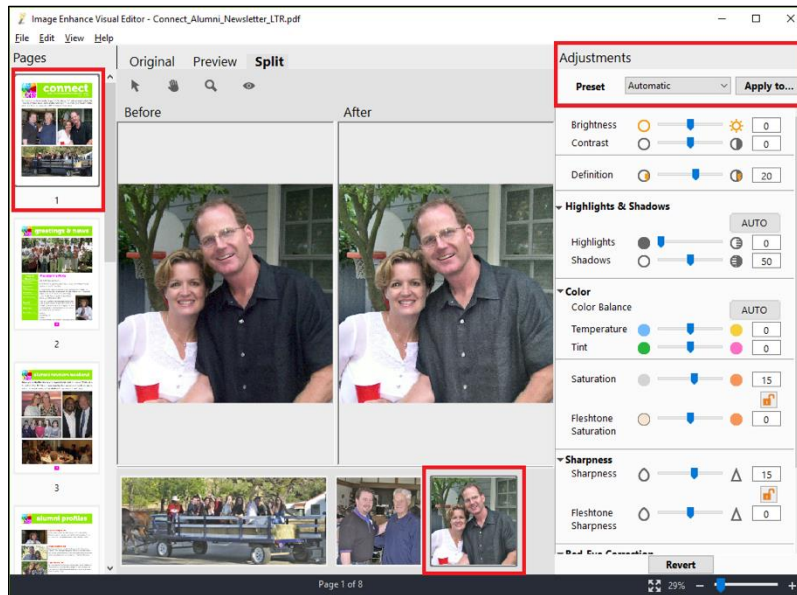 Image Enhance Visual Editor - Connect_Alumni_Newsletter_LTR.pdf
File Edit View Help
Pages
connect
1
greetings & news
2
3
alumni profiles
Original Preview Split
Before After
Page 1 of 8
Adjustments
Preset Automatic Apply to...
Brightness 0
Contrast 0
Definition 20
Highlights & Shadows
AUTO
Highlights 0
Shadows 50
Color
Color Balance AUTO
Temperature 0
Tint 0
Saturation 15
Fleshtone Saturation 0
Sharpness
Sharpness 15
Fleshtone Sharpness 0
Red-Eye Correction
Revert
29%